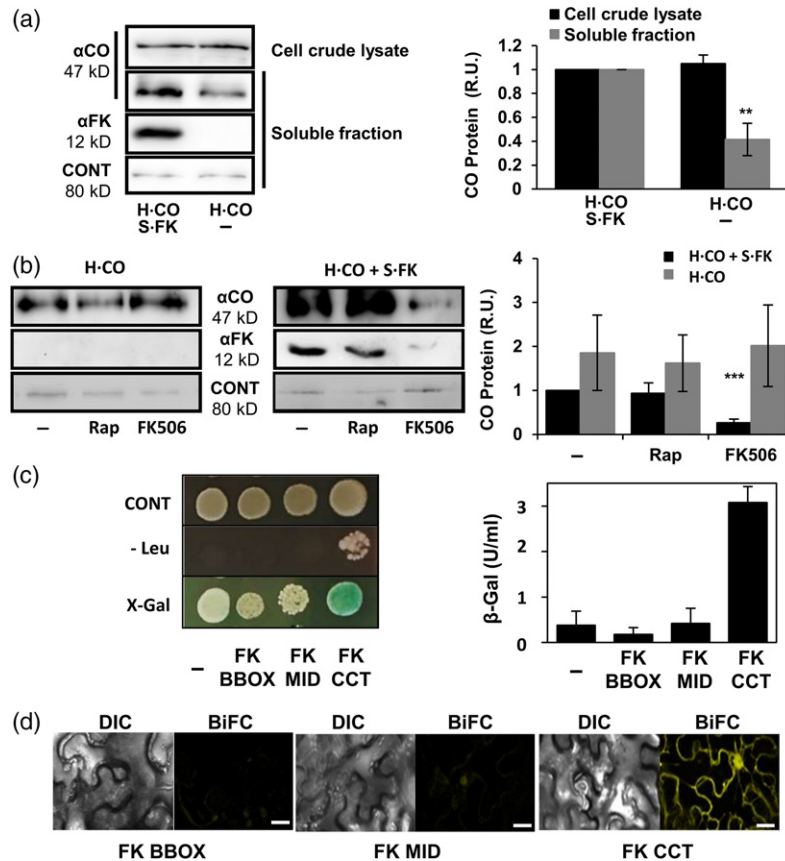 (a)
αCO
47 kD
αFK
12 kD
CONT
80 kD
Cell crude lysate
Soluble fraction
H·CO H·CO
S·FK –
Cell crude lysate
Soluble fraction
CO Protein (R.U.)
1.2
1
0.8
0.6
0.4
0.2
0
**
H·CO H·CO
S·FK –
(b)
H·CO
H·CO + S·FK
αCO
47 kD
αFK
12 kD
CONT
80 kD
– Rap FK506
– Rap FK506
H·CO + S·FK
H·CO
CO Protein (R.U.)
4
3
2
1
0
***
– Rap FK506
(c)
CONT
- Leu
X-Gal
– FK FK FK
BBOX MID CCT
β-Gal (U/ml)
3
2
1
0
– FK FK FK
BBOX MID CCT
(d)
DIC BiFC DIC BiFC DIC BiFC
FK BBOX FK MID FK CCT